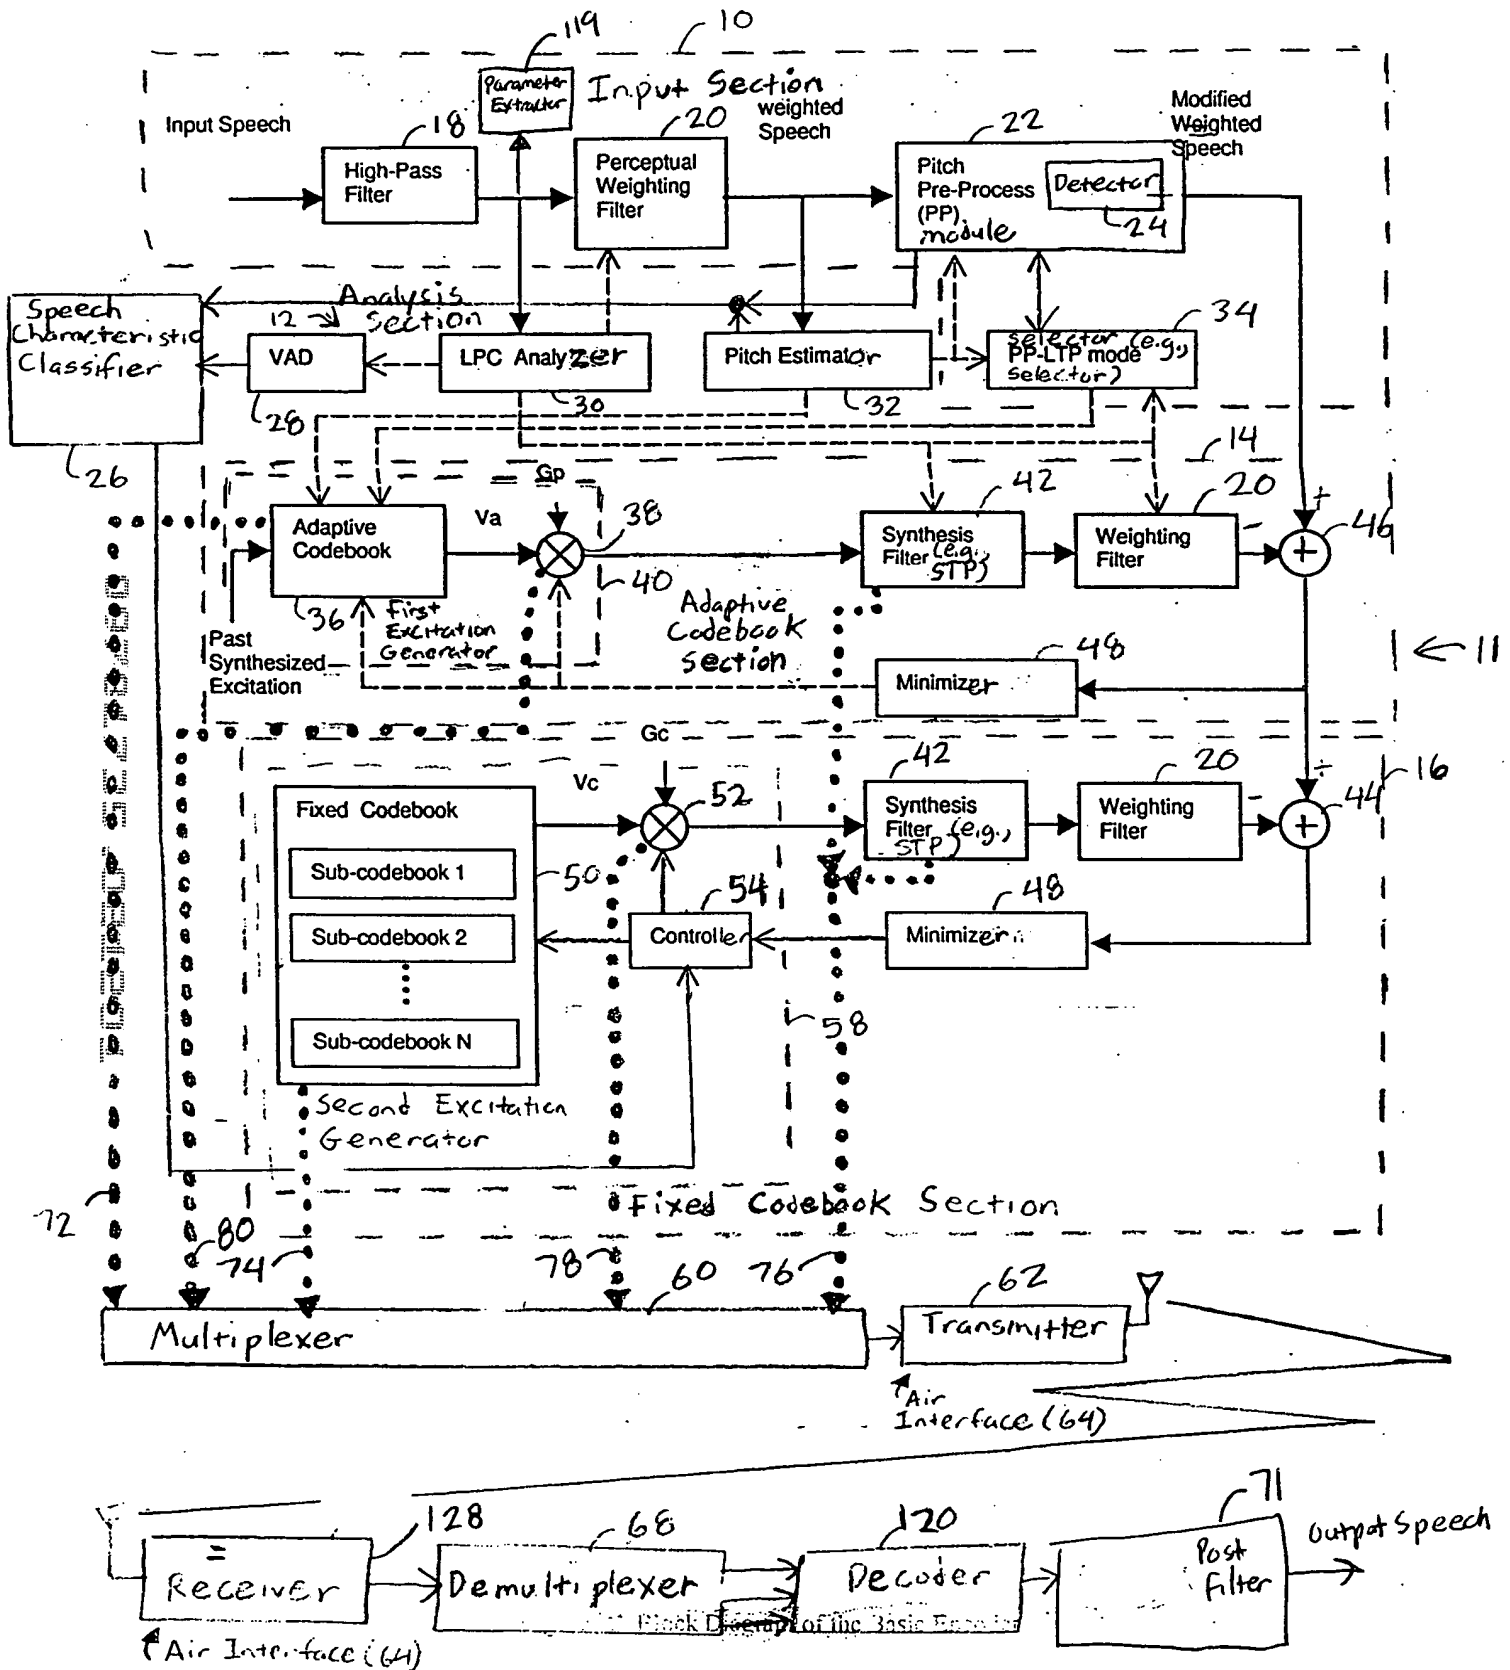 10
119
Parameter
Extractor
Input Section
Input Speech
18
20
weighted
Speech
22
Modified
Weighted
Speech
High-Pass
Filter
Perceptual
Weighting
Filter
Pitch
Pre-Process
(PP)
module
Detector
24
Speech
Characteristic
Classifier
Analysis
Section
12
VAD
LPC Analyzer
Pitch Estimator
selector (e.g.,
PP-LTP mode
selector)
34
28
30
32
26
14
Gp
Va
38
42
20
+
Adaptive
Codebook
Synthesis
Filter (e.g.,
STP)
Weighting
Filter
-
+
46
40
36
First
Excitation
Generator
Adaptive
Codebook
Section
Past
Synthesized
Excitation
48
Minimizer
11
Gc
Vc
52
42
20
+
16
Fixed Codebook
Synthesis
Filter (e.g.,
STP)
Weighting
Filter
-
+
44
Sub-codebook 1
50
54
48
Sub-codebook 2
Controller
Minimizer
58
Sub-codebook N
Second Excitation
Generator
72
Fixed Codebook Section
80
74
78
60
76
62
Multiplexer
Transmitter
Air
Interface (64)
128
68
120
71
Output Speech
Receiver
Demultiplexer
Decoder
Post
Filter
Block Diagram of the Basic Encoder
Air Interface (64)